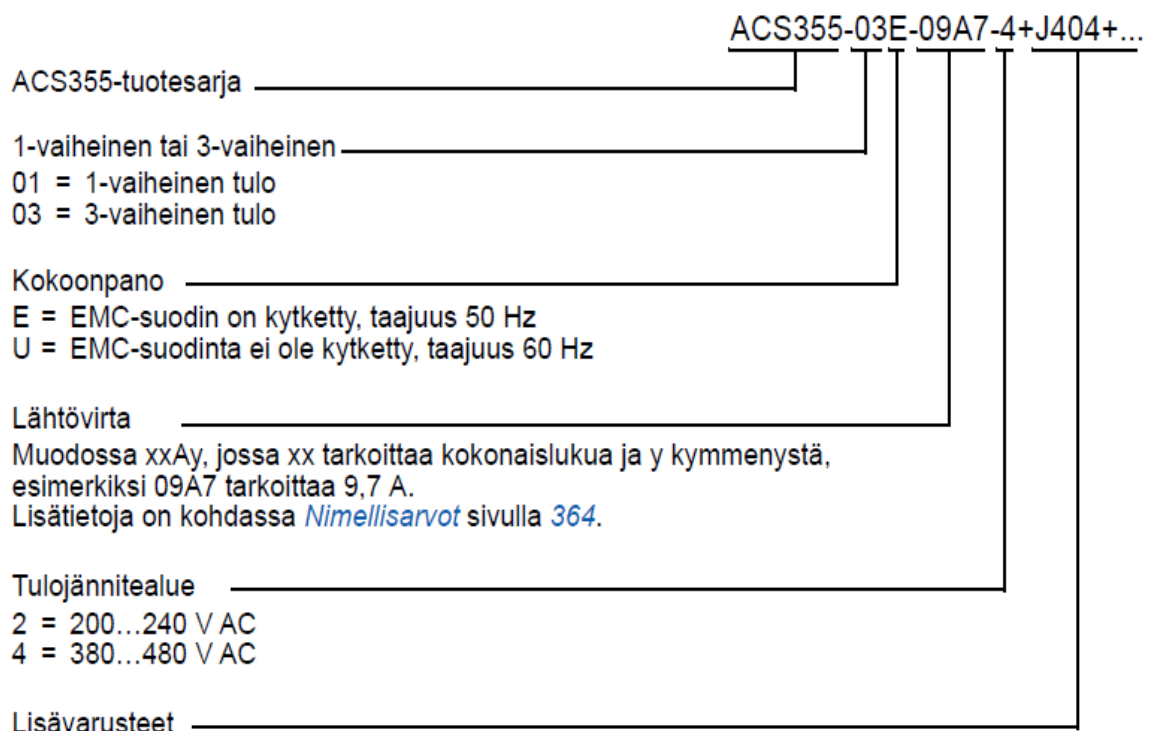 ACS355-03E-09A7-4+J404+...
ACS355-tuotesarja
1-vaiheinen tai 3-vaiheinen
01 = 1-vaiheinen tulo
03 = 3-vaiheinen tulo
Kokoonpano
E = EMC-suodin on kytketty, taajuus 50 Hz
U = EMC-suodinta ei ole kytketty, taajuus 60 Hz
Lähtövirta
Muodossa xxAy, jossa xx tarkoittaa kokonaislukua ja y kymmenystä,
esimerkiksi 09A7 tarkoittaa 9,7 A.
Lisätietoja on kohdassa Nimellisarvot sivulla 364.
Tulojännitealue
2 = 200...240 V AC
4 = 380...480 V AC
Lisävarusteet